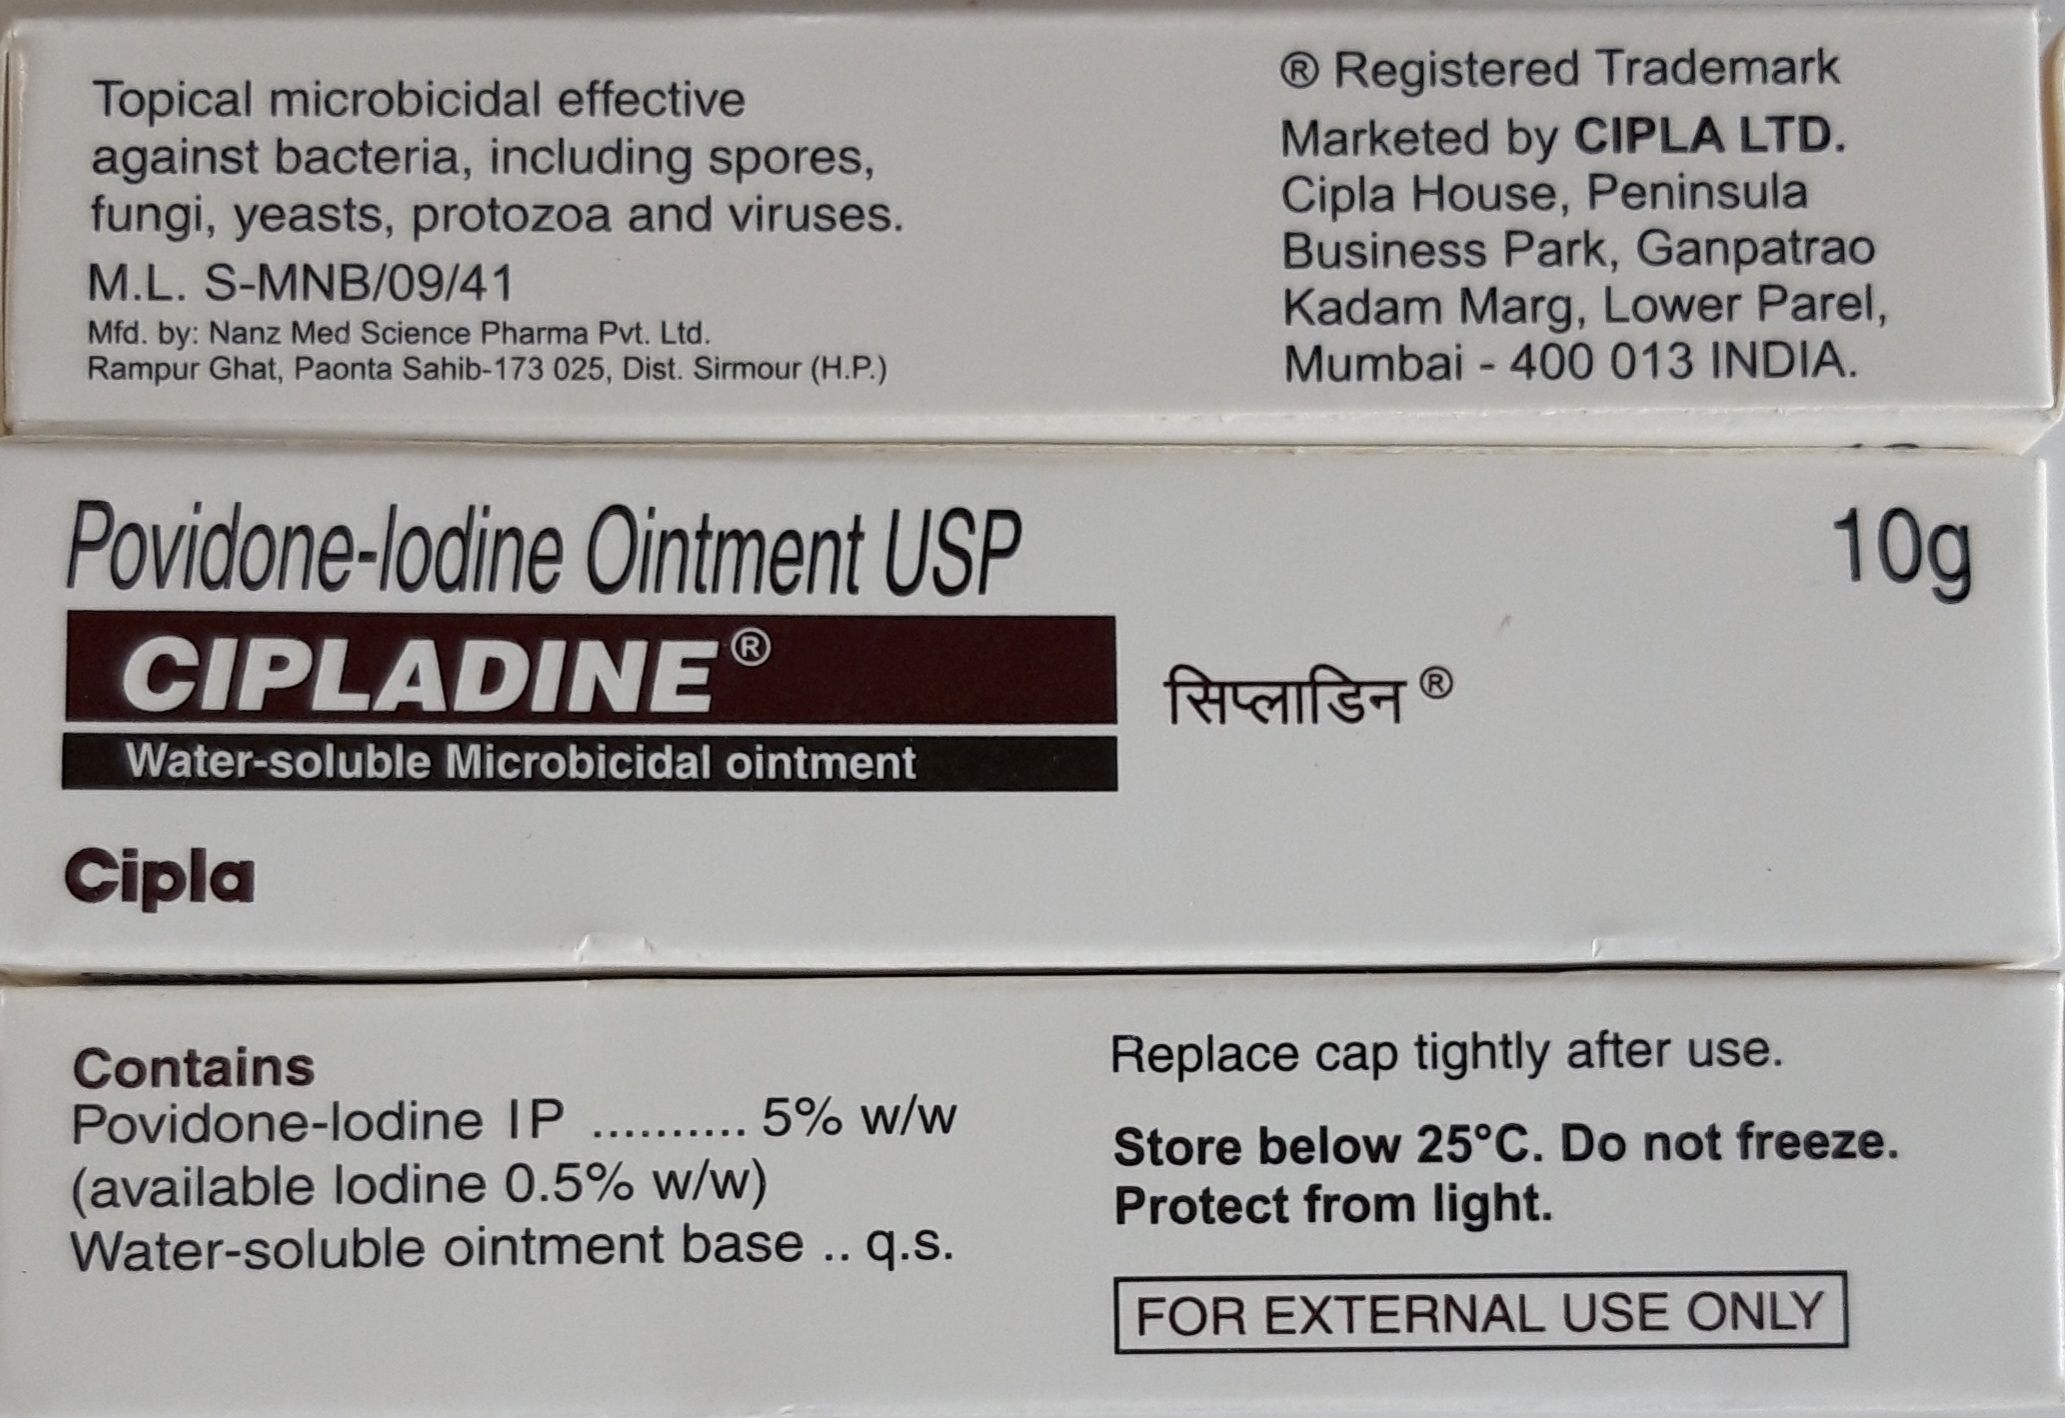 Topical microbicidal effective
against bacteria, including spores,
fungi, yeasts, protozoa and viruses.
M.L. S-MNB/09/41
Mfd. by: Nanz Med Science Pharma Pvt. Ltd.
Rampur Ghat, Paonta Sahib-173 025, Dist. Sirmour (H.P.)
® Registered Trademark
Marketed by CIPLA LTD.
Cipla House, Peninsula
Business Park, Ganpatrao
Kadam Marg, Lower Parel,
Mumbai - 400 013 INDIA.
Povidone-Iodine Ointment USP
10g
CIPLADINE®
सिप्लाडिन ®
Water-soluble Microbicidal ointment
Cipla
Contains
Povidone-Iodine IP .......... 5% w/w
(available Iodine 0.5% w/w)
Water-soluble ointment base .. q.s.
Replace cap tightly after use.
Store below 25°C. Do not freeze.
Protect from light.
FOR EXTERNAL USE ONLY